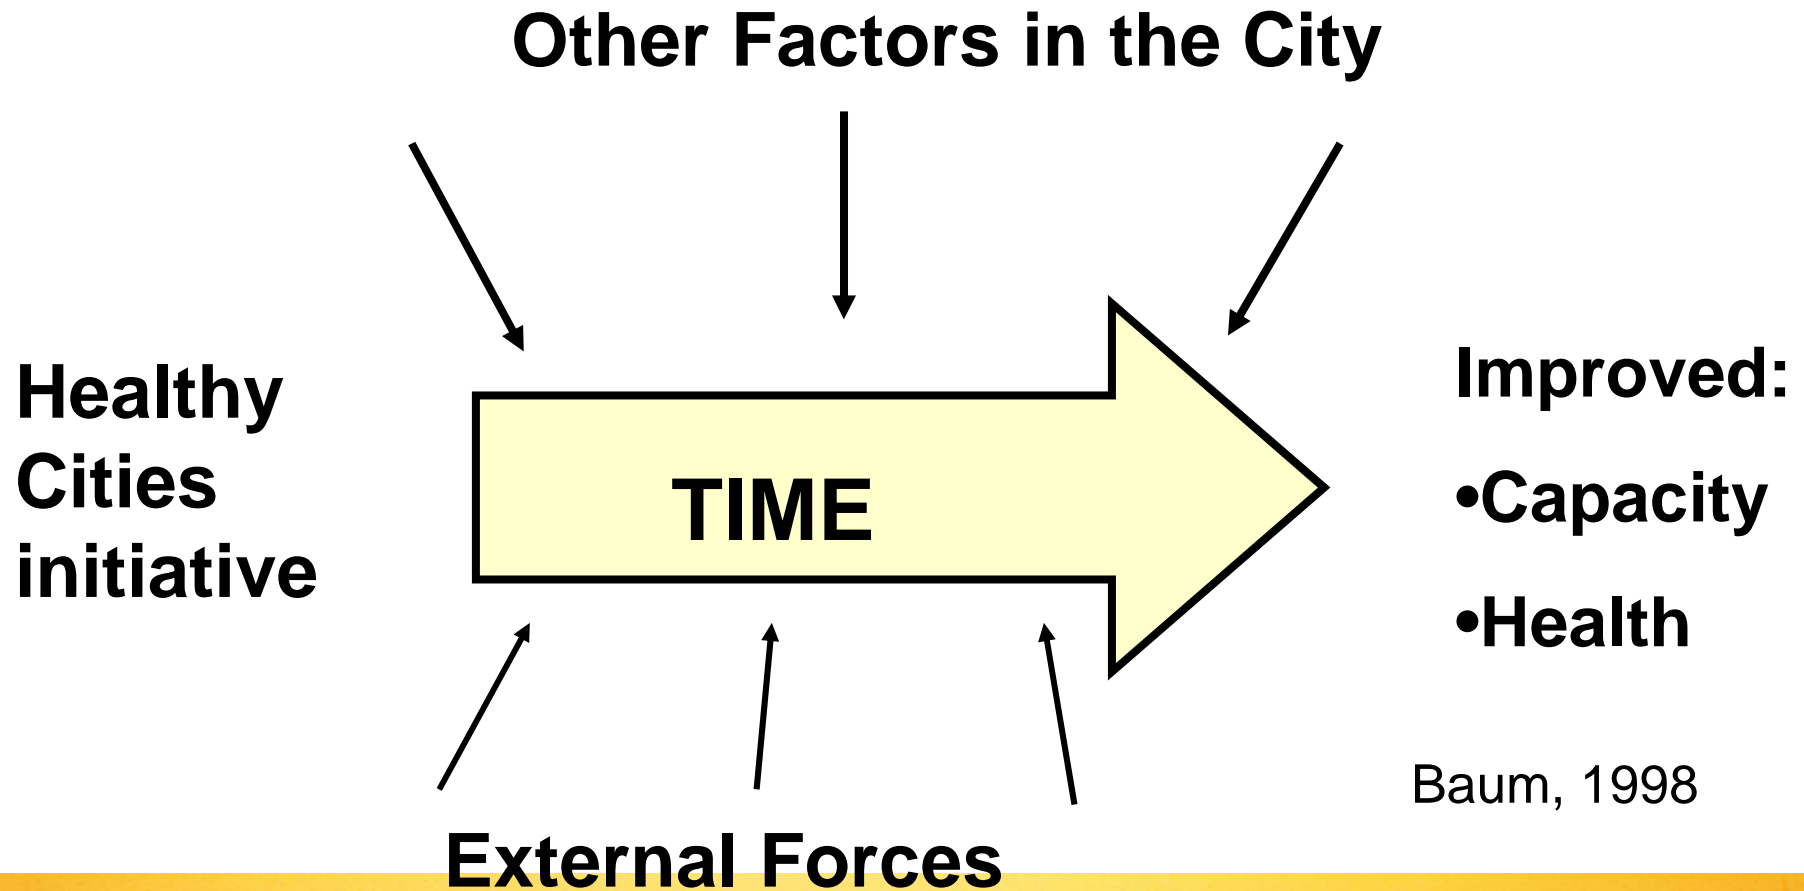 Other Factors in the City
Healthy
Cities
initiative
TIME
Improved:
•Capacity
•Health
Baum, 1998
External Forces